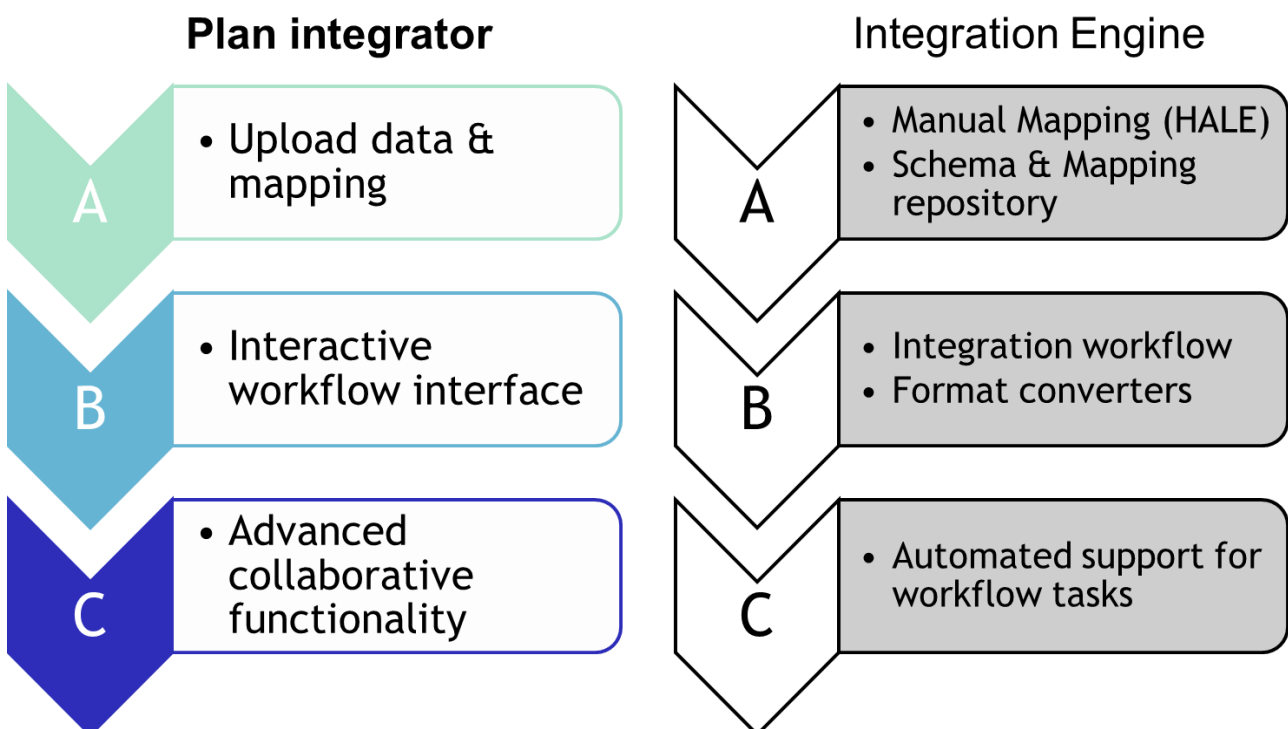 Plan integrator
A
• Upload data &
mapping
B
• Interactive
workflow interface
C
• Advanced
collaborative
functionality
Integration Engine
A
• Manual Mapping (HALE)
• Schema & Mapping
repository
B
• Integration workflow
• Format converters
C
• Automated support for
workflow tasks